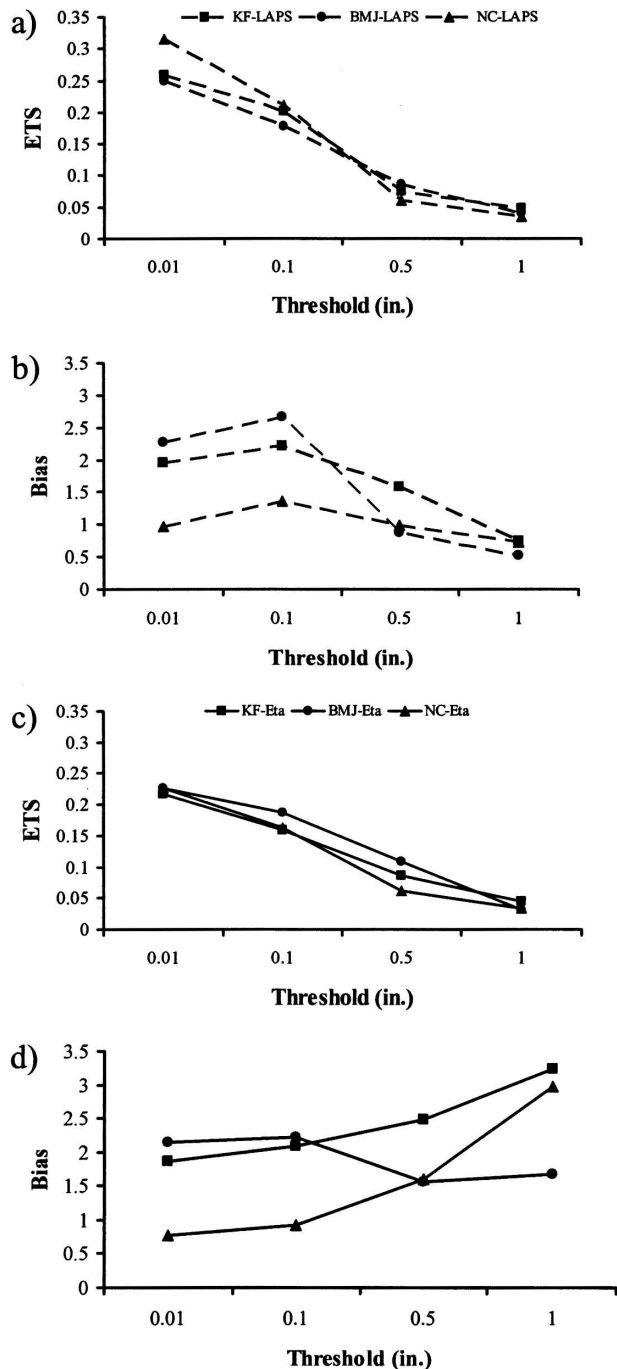 a)
KF-LAPS BMJ-LAPS NC-LAPS
0.35
0.3
0.25
0.2
0.15
0.1
0.05
0
ETS
0.01 0.1 0.5 1
Threshold (in.)
b)
3.5
3
2.5
2
1.5
1
0.5
0
Bias
0.01 0.1 0.5 1
Threshold (in.)
c)
KF-Eta BMJ-Eta NC-Eta
0.35
0.3
0.25
0.2
0.15
0.1
0.05
0
ETS
0.01 0.1 0.5 1
Threshold (in.)
d)
3.5
3
2.5
2
1.5
1
0.5
0
Bias
0.01 0.1 0.5 1
Threshold (in.)